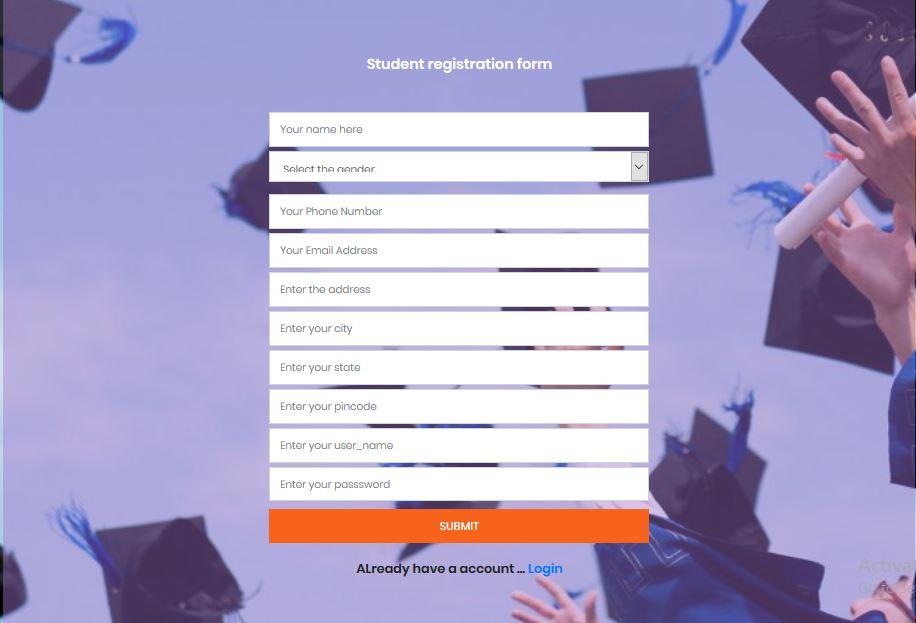 Student registration form
Your name here
Select the gender
Your Phone Number
Your Email Address
Enter the address
Enter your city
Enter your state
Enter your pincode
Enter your user_name
Enter your passsword
SUBMIT
ALready have a account ... Login